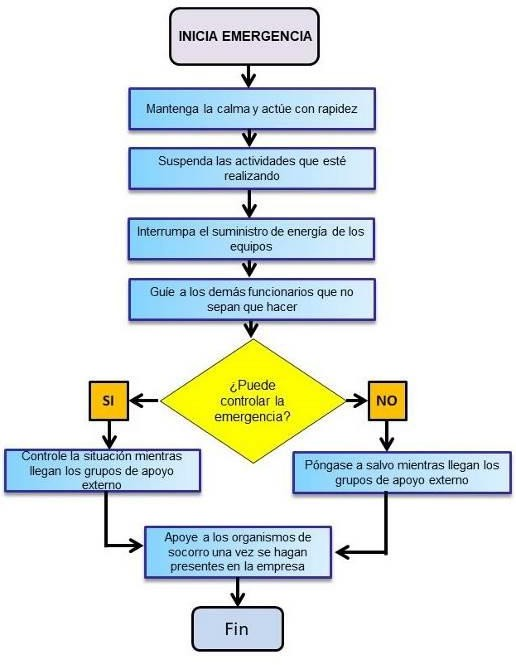 INICIA EMERGENCIA
Mantenga la calma y actúe con rapidez
Suspenda las actividades que esté
realizando
Interrumpa el suministro de energía de los
equipos
Guíe a los demás funcionarios que no
sepan que hacer
¿Puede
controlar la
emergencia?
SI
NO
Controle la situación mientras
llegan los grupos de apoyo
externo
Póngase a salvo mientras llegan los
grupos de apoyo externo
Apoye a los organismos de
socorro una vez se hagan
presentes en la empresa
Fin